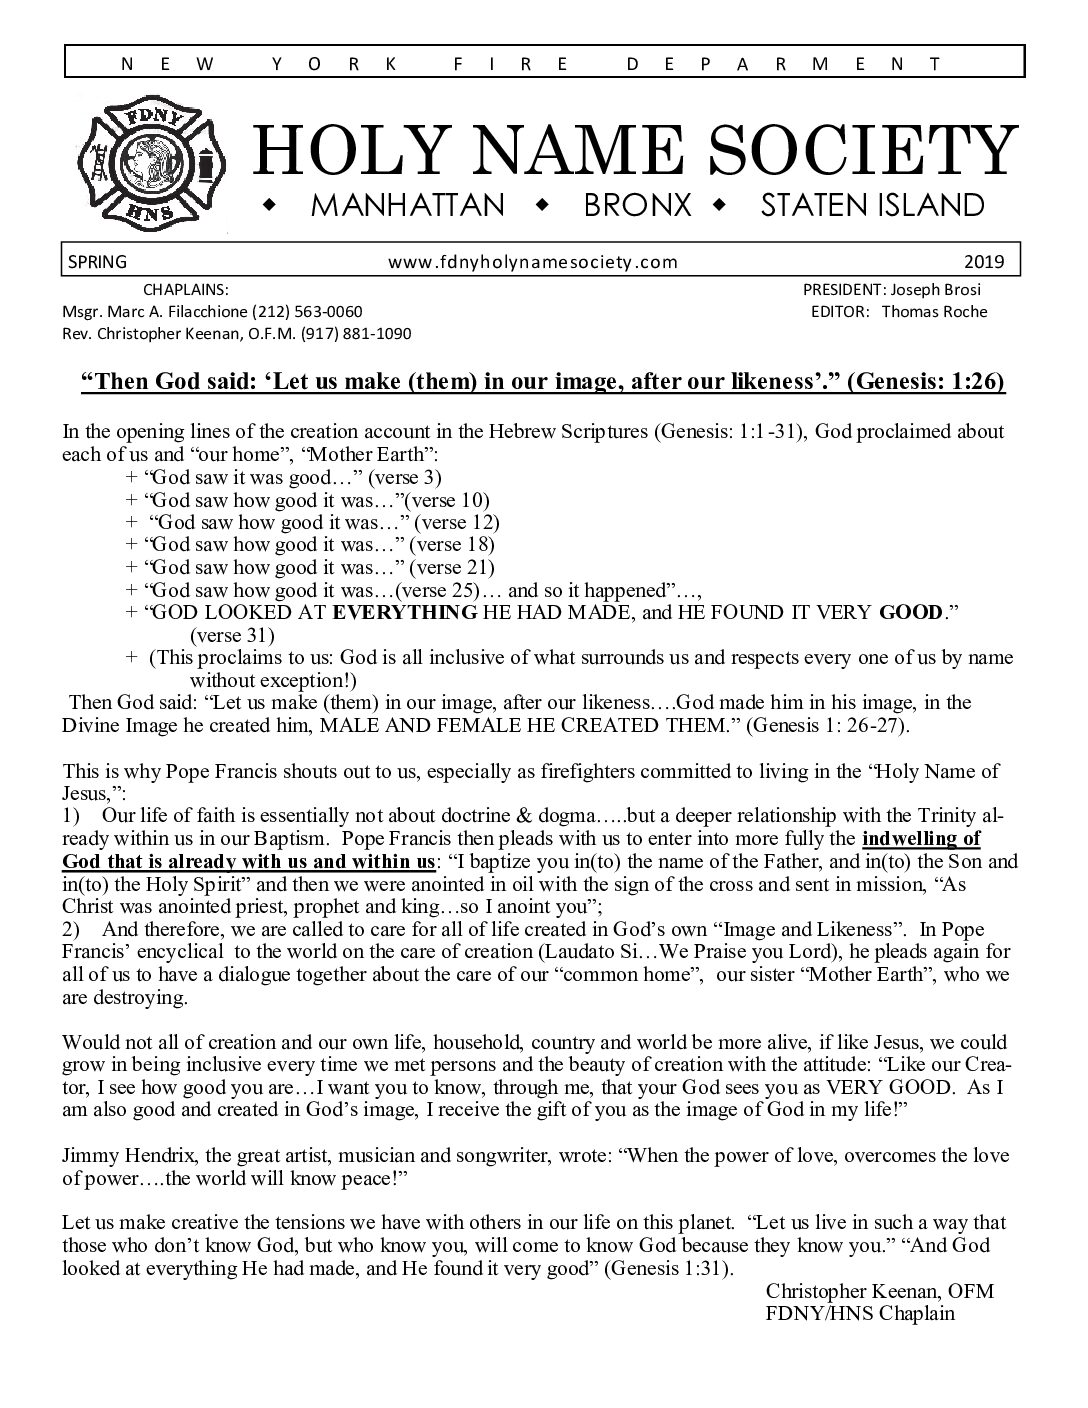 NEW YORK FIRE DEPARMENT
FDNY
HNS
HOLY NAME SOCIETY
◆ MANHATTAN ◆ BRONX ◆ STATEN ISLAND
SPRING www.fdnyholynamesociety.com 2019
CHAPLAINS: PRESIDENT: Joseph Brosi
Msgr. Marc A. Filacchione (212) 563-0060 EDITOR: Thomas Roche
Rev. Christopher Keenan, O.F.M. (917) 881-1090
“Then God said: ‘Let us make (them) in our image, after our likeness’.” (Genesis: 1:26)
In the opening lines of the creation account in the Hebrew Scriptures (Genesis: 1:1-31), God proclaimed about
each of us and “our home”, “Mother Earth”:
+ “God saw it was good…” (verse 3)
+ “God saw how good it was…”(verse 10)
+ “God saw how good it was…” (verse 12)
+ “God saw how good it was…” (verse 18)
+ “God saw how good it was…” (verse 21)
+ “God saw how good it was…(verse 25)… and so it happened”…,
+ “GOD LOOKED AT EVERYTHING HE HAD MADE, and HE FOUND IT VERY GOOD.”
(verse 31)
+ (This proclaims to us: God is all inclusive of what surrounds us and respects every one of us by name
without exception!)
Then God said: “Let us make (them) in our image, after our likeness….God made him in his image, in the
Divine Image he created him, MALE AND FEMALE HE CREATED THEM.” (Genesis 1: 26-27).
This is why Pope Francis shouts out to us, especially as firefighters committed to living in the “Holy Name of
Jesus,”:
1) Our life of faith is essentially not about doctrine & dogma…..but a deeper relationship with the Trinity al-
ready within us in our Baptism. Pope Francis then pleads with us to enter into more fully the indwelling of
God that is already with us and within us: “I baptize you in(to) the name of the Father, and in(to) the Son and
in(to) the Holy Spirit” and then we were anointed in oil with the sign of the cross and sent in mission, “As
Christ was anointed priest, prophet and king…so I anoint you”;
2) And therefore, we are called to care for all of life created in God’s own “Image and Likeness”. In Pope
Francis’ encyclical to the world on the care of creation (Laudato Si…We Praise you Lord), he pleads again for
all of us to have a dialogue together about the care of our “common home”, our sister “Mother Earth”, who we
are destroying.
Would not all of creation and our own life, household, country and world be more alive, if like Jesus, we could
grow in being inclusive every time we met persons and the beauty of creation with the attitude: “Like our Crea-
tor, I see how good you are…I want you to know, through me, that your God sees you as VERY GOOD. As I
am also good and created in God’s image, I receive the gift of you as the image of God in my life!”
Jimmy Hendrix, the great artist, musician and songwriter, wrote: “When the power of love, overcomes the love
of power….the world will know peace!”
Let us make creative the tensions we have with others in our life on this planet. “Let us live in such a way that
those who don’t know God, but who know you, will come to know God because they know you.” “And God
looked at everything He had made, and He found it very good” (Genesis 1:31).
Christopher Keenan, OFM
FDNY/HNS Chaplain